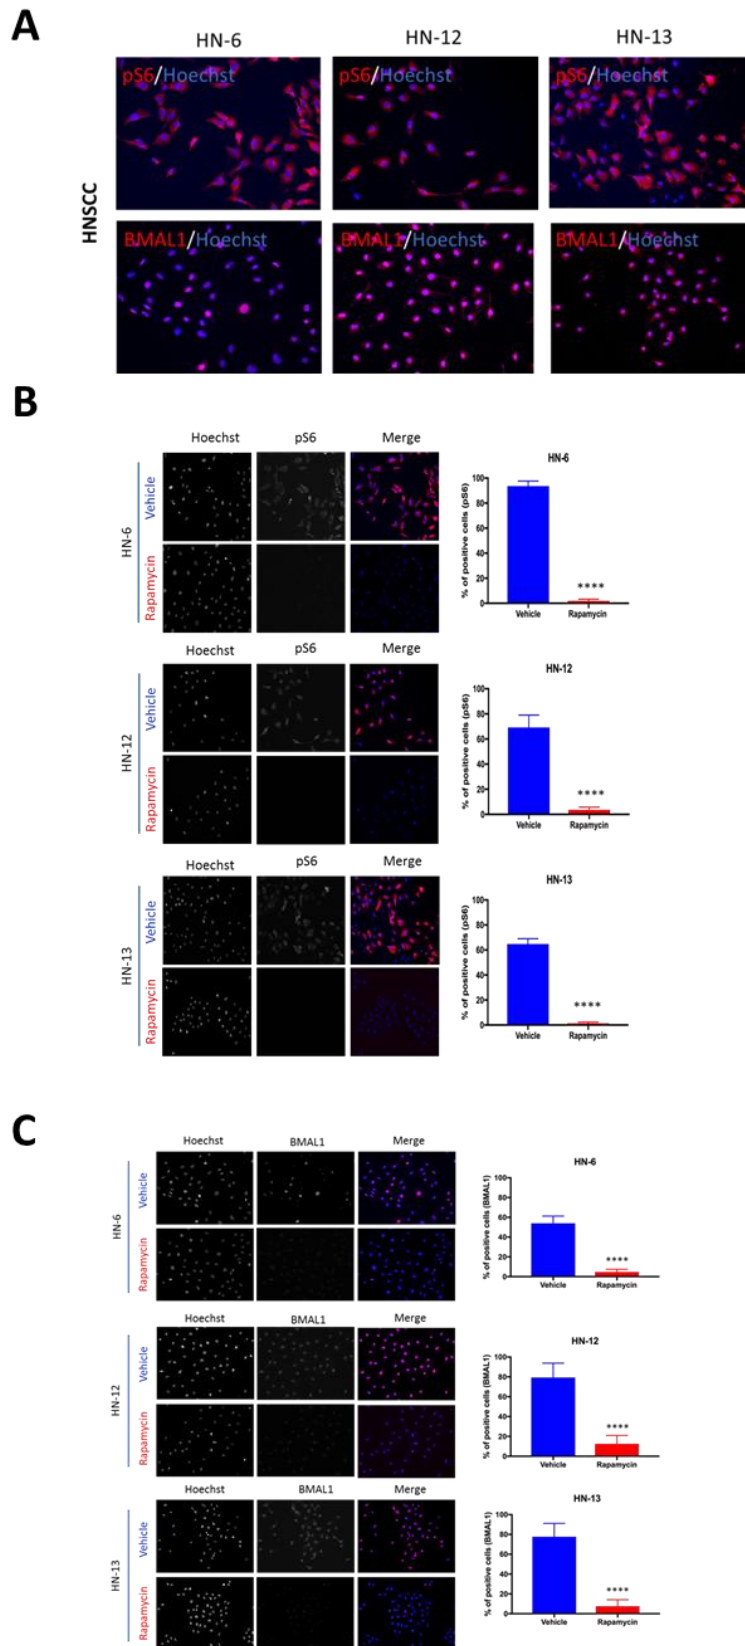 A
HN-6 HN-12 HN-13
HNSCC
pS6/Hoechst pS6/Hoechst pS6/Hoechst
BMAL1/Hoechst BMAL1/Hoechst BMAL1/Hoechst
B
Hoechst pS6 Merge
HN-6
Vehicle
Rapamycin
HN-6
% of positive cells (pS6)
100
80
60
40
20
0
****
Vehicle Rapamycin
Hoechst pS6 Merge
HN-12
Vehicle
Rapamycin
HN-12
% of positive cells (pS6)
100
80
60
40
20
0
****
Vehicle Rapamycin
Hoechst pS6 Merge
HN-13
Vehicle
Rapamycin
HN-13
% of positive cells (pS6)
100
80
60
40
20
0
****
Vehicle Rapamycin
C
Hoechst BMAL1 Merge
HN-6
Vehicle
Rapamycin
HN-6
% of positive cells (BMAL1)
100
80
60
40
20
0
****
Vehicle Rapamycin
Hoechst BMAL1 Merge
HN-12
Vehicle
Rapamycin
HN-12
% of positive cells (BMAL1)
100
80
60
40
20
0
****
Vehicle Rapamycin
Hoechst BMAL1 Merge
HN-13
Vehicle
Rapamycin
HN-13
% of positive cells (BMAL1)
100
80
60
40
20
0
****
Vehicle Rapamycin